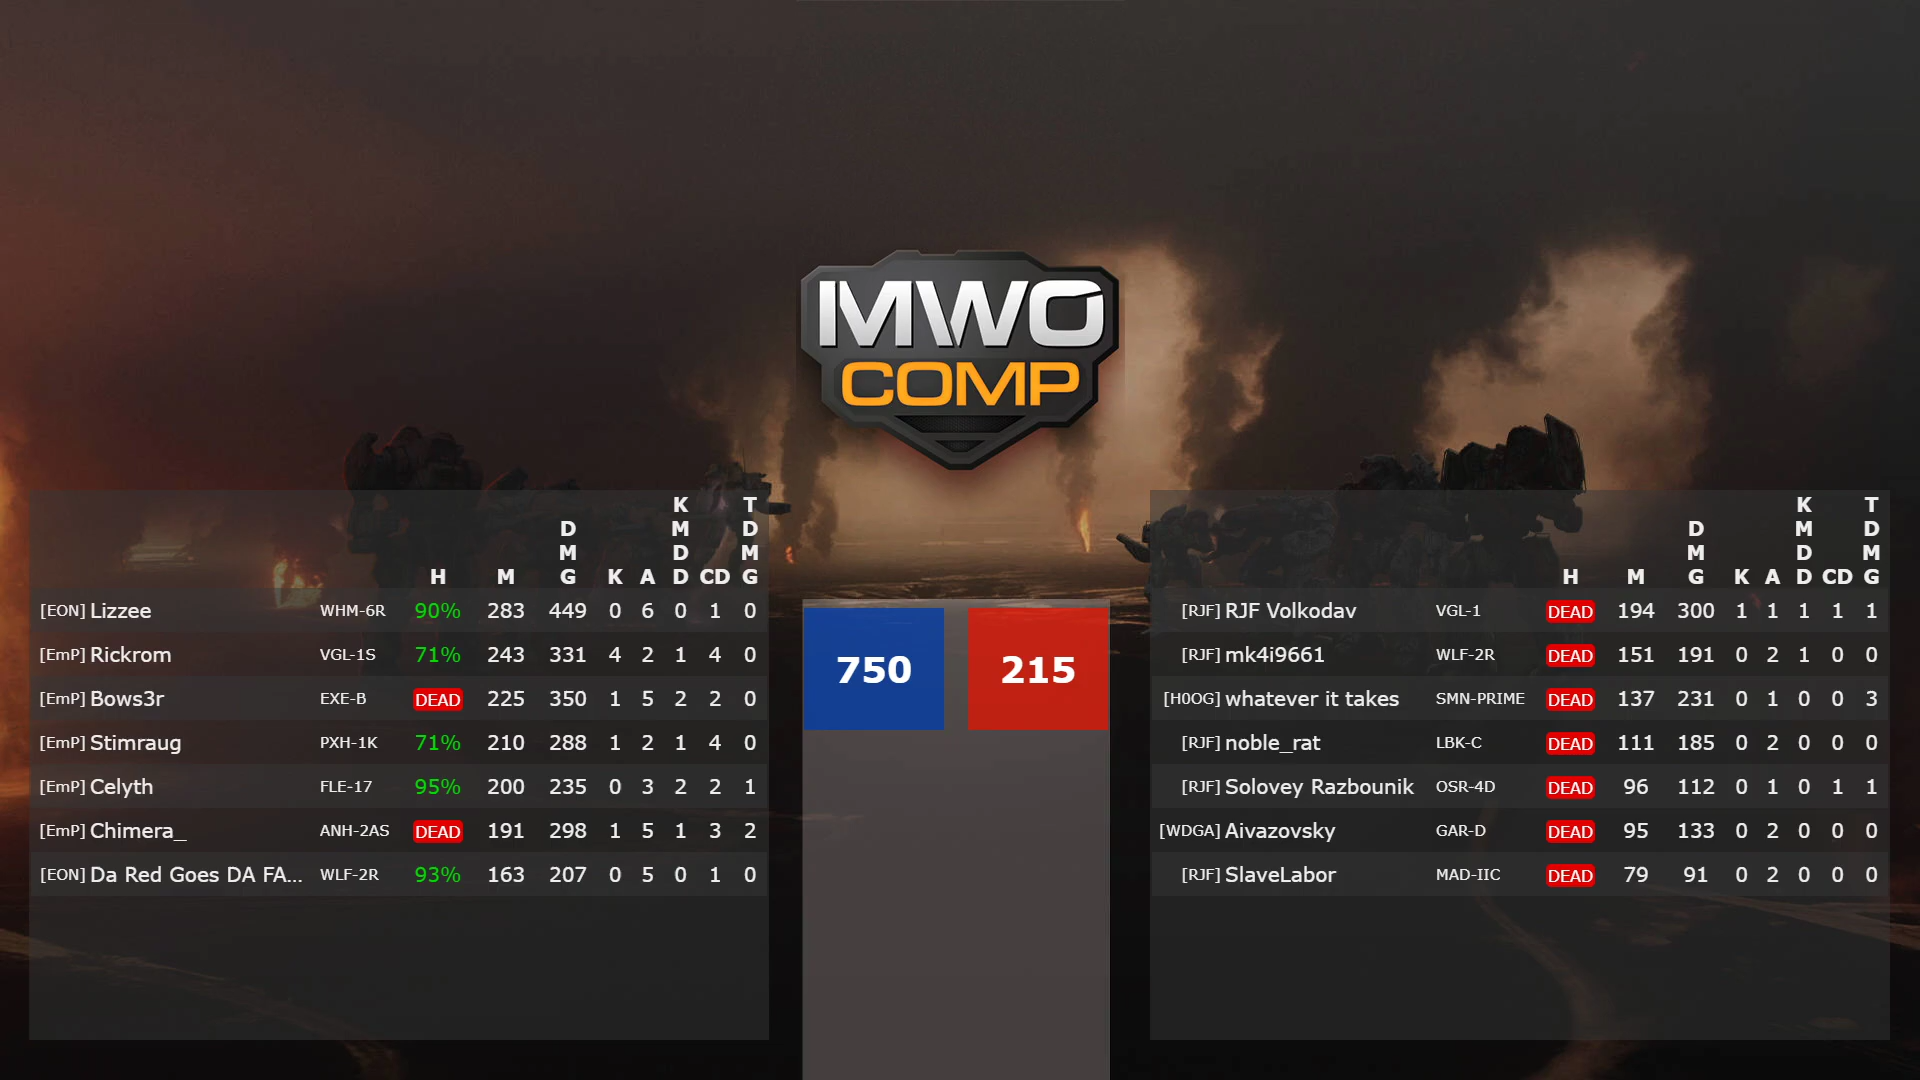 MWO
COMP
H M DMG K A KMDD CD TDMG
[EON] Lizzee WHM-6R 90% 283 449 0 6 0 1 0
[EmP] Rickrom VGL-1S 71% 243 331 4 2 1 4 0
[EmP] Bows3r EXE-B DEAD 225 350 1 5 2 2 0
[EmP] Stimraug PXH-1K 71% 210 288 1 2 1 4 0
[EmP] Celyth FLE-17 95% 200 235 0 3 2 2 1
[EmP] Chimera_ ANH-2AS DEAD 191 298 1 5 1 3 2
[EON] Da Red Goes DA FA... WLF-2R 93% 163 207 0 5 0 1 0
750 215
H M DMG K A KMDD CD TDMG
[RJF] RJF Volkodav VGL-1 DEAD 194 300 1 1 1 1 1
[RJF] mk4i9661 WLF-2R DEAD 151 191 0 2 1 0 0
[H0OG] whatever it takes SMN-PRIME DEAD 137 231 0 1 0 0 3
[RJF] noble_rat LBK-C DEAD 111 185 0 2 0 0 0
[RJF] Solovey Razbounik OSR-4D DEAD 96 112 0 1 0 1 1
[WDGA] Aivazovsky GAR-D DEAD 95 133 0 2 0 0 0
[RJF] SlaveLabor MAD-IIC DEAD 79 91 0 2 0 0 0